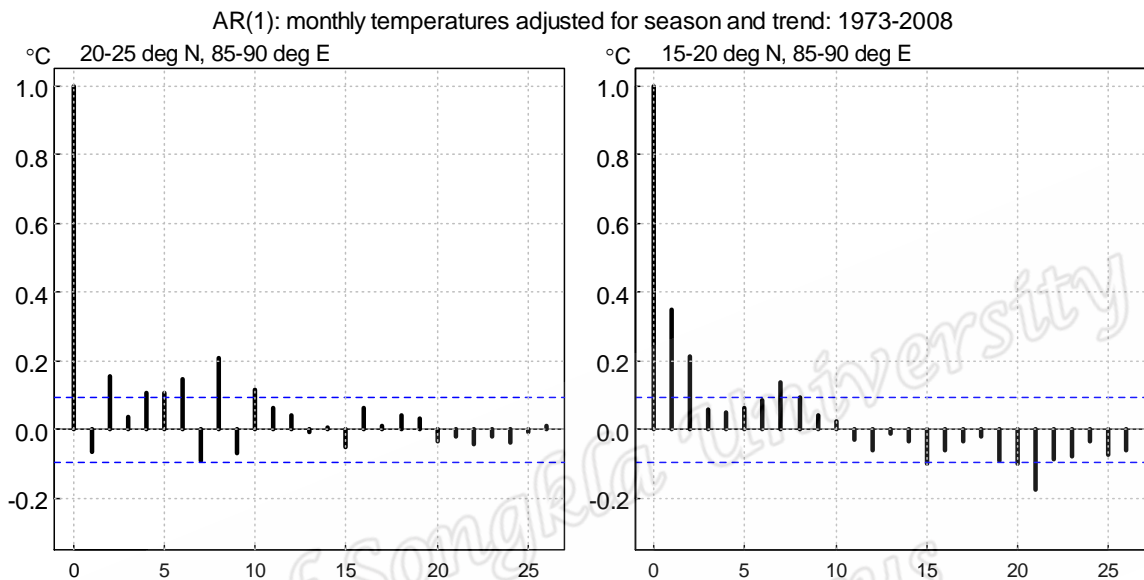 AR(1): monthly temperatures adjusted for season and trend: 1973-2008
°C 20-25 deg N, 85-90 deg E
1.0
0.8
0.6
0.4
0.2
0.0
-0.2
0 5 10 15 20 25
°C 15-20 deg N, 85-90 deg E
1.0
0.8
0.6
0.4
0.2
0.0
-0.2
0 5 10 15 20 25
f Songkla University